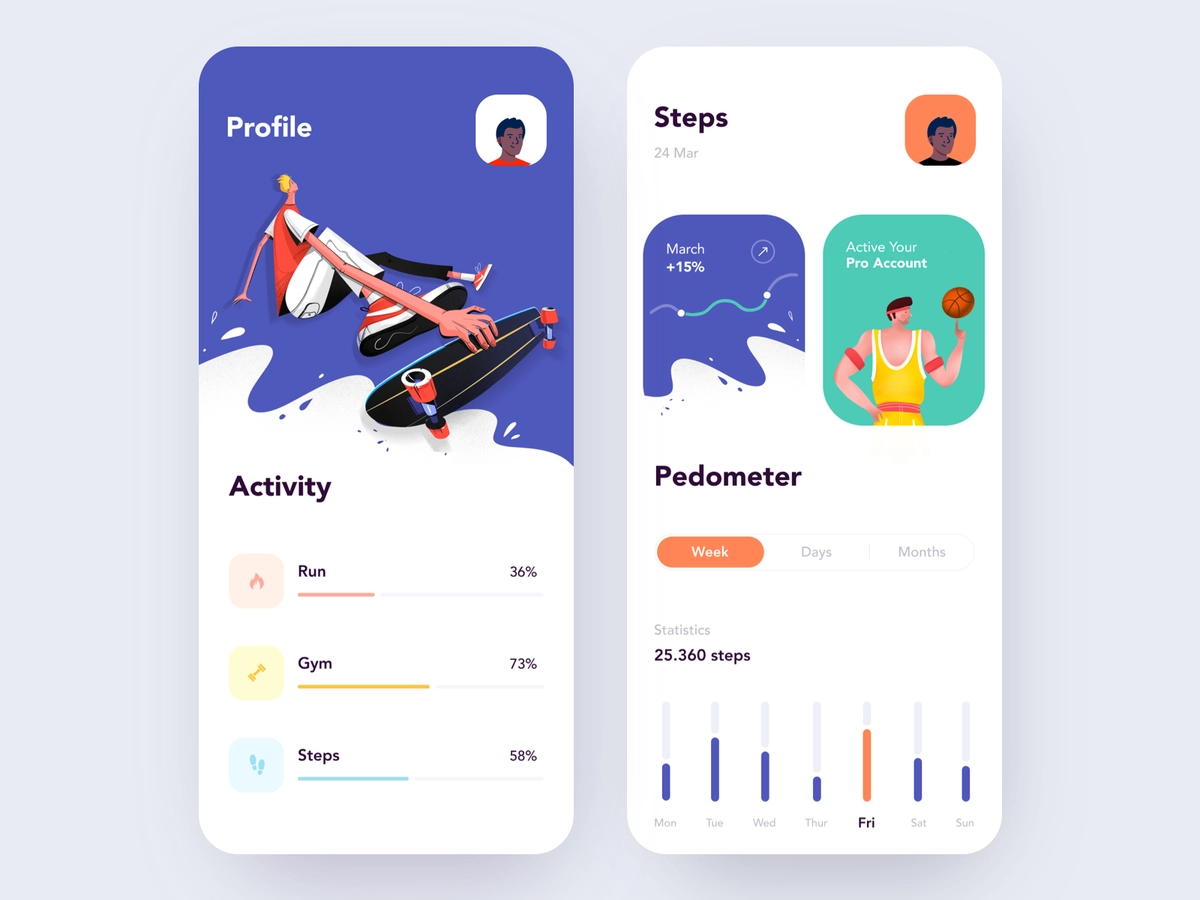 Profile
Activity
Run 36%
Gym 73%
Steps 58%
Steps
24 Mar
March
+15%
Active Your
Pro Account
Pedometer
Week Days Months
Statistics
25.360 steps
Mon Tue Wed Thur Fri Sat Sun